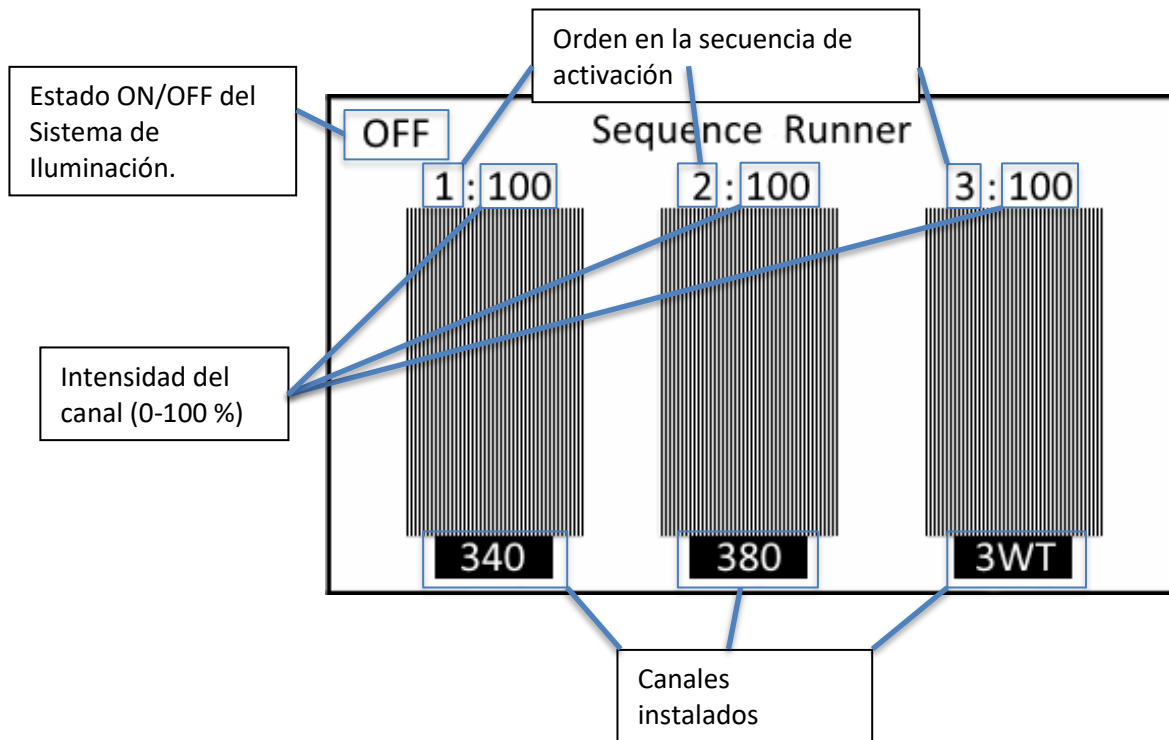 Orden en la secuencia de
activación
Estado ON/OFF del
Sistema de
Iluminación.
OFF
Sequence Runner
1 : 100
2 : 100
3 : 100
Intensidad del
canal (0-100 %)
340
380
3WT
Canales
instalados